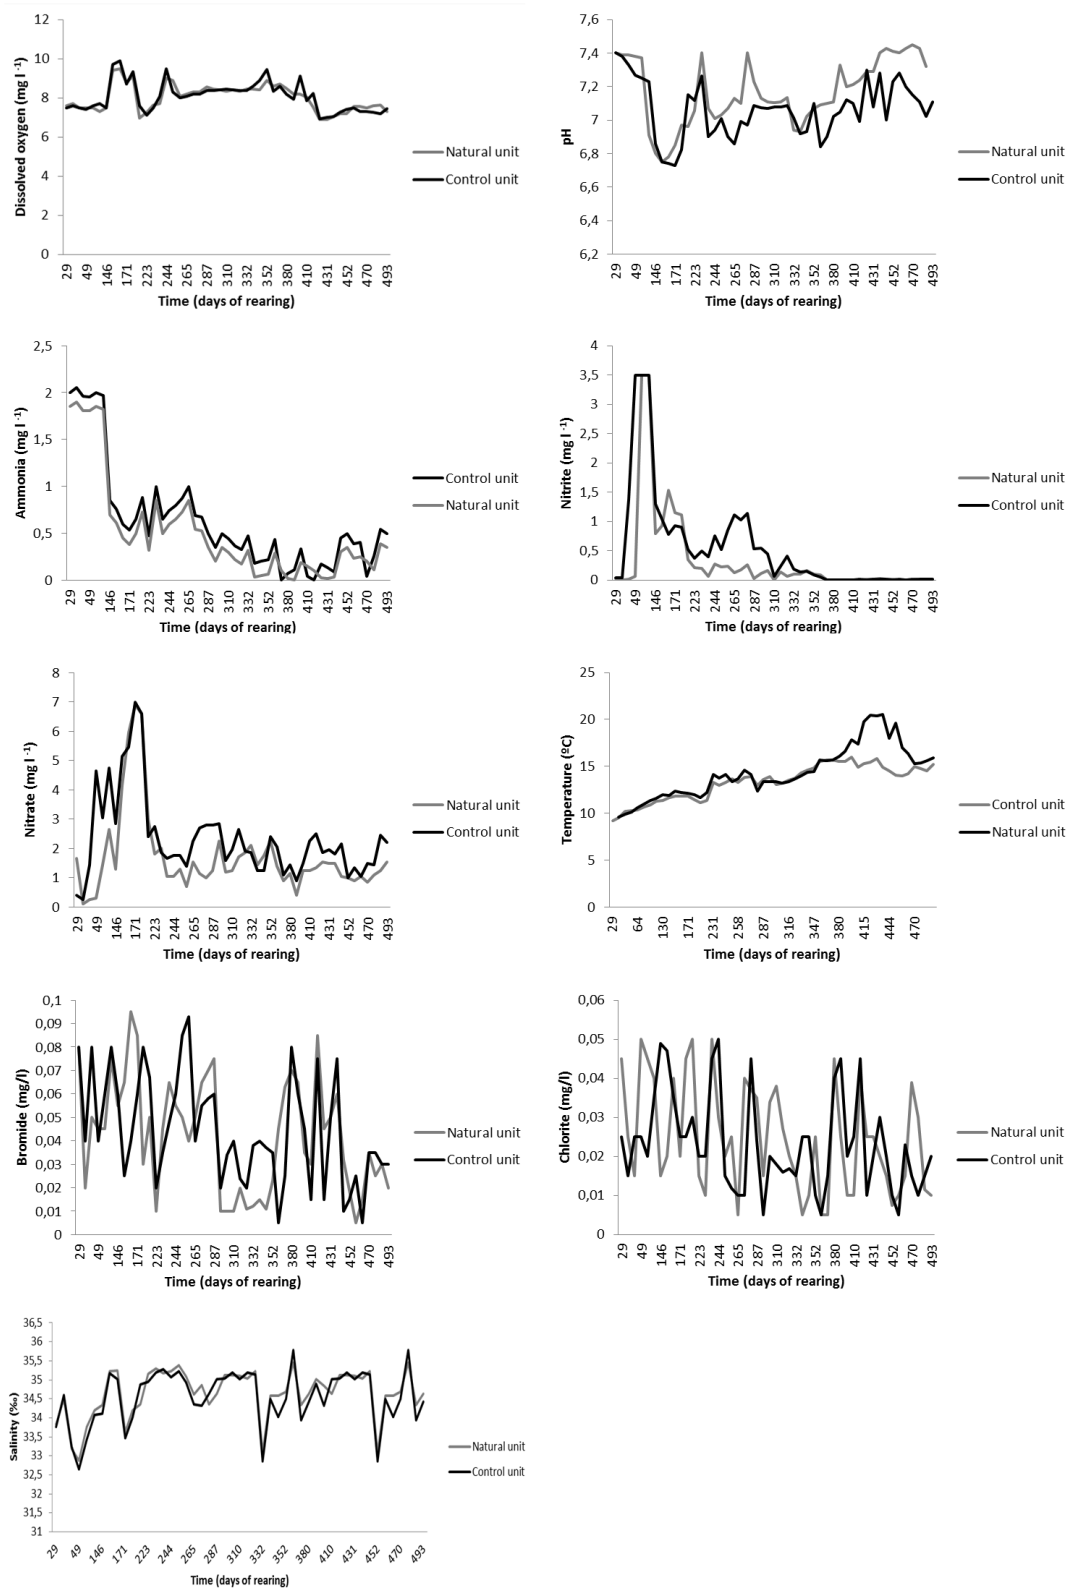 12
10
8
6
4
2
0
Dissolved oxygen (mg l⁻¹)
29 49 146 171 223 244 265 287 310 332 352 380 410 431 452 470 493
Time (days of rearing)
Natural unit
Control unit
7,6
7,4
7,2
7
6,8
6,6
6,4
6,2
pH
29 49 146 171 223 244 265 287 310 332 352 380 410 431 452 470 493
Time (days of rearing)
Natural unit
Control unit
2,5
2
1,5
1
0,5
0
Ammonia (mg l⁻¹)
29 49 146 223 244 265 287 310 332 352 380 410 431 452 470 493
Time (days of rearing)
Control unit
Natural unit
4
3,5
3
2,5
2
1,5
1
0,5
0
Nitrite (mg l⁻¹)
29 49 146 171 223 244 265 287 310 332 352 380 410 431 452 470 493
Time (days of rearing)
Natural unit
Control unit
8
7
6
5
4
3
2
1
0
Nitrate (mg l⁻¹)
29 49 146 171 223 244 265 287 310 332 352 380 410 431 452 470 493
Time (days of rearing)
Natural unit
Control unit
25
20
15
10
5
0
Temperature (ºC)
29 64 130 171 231 258 287 316 347 380 415 444 470
Time (days of rearing)
Control unit
Natural unit
0,1
0,09
0,08
0,07
0,06
0,05
0,04
0,03
0,02
0,01
0
Bromide (mg/l)
29 49 146 171 223 244 265 287 310 332 352 380 410 431 452 470 493
Time (days of rearing)
Natural unit
Control unit
0,06
0,05
0,04
0,03
0,02
0,01
0
Chlorite (mg/l)
29 49 146 171 223 244 265 287 310 332 352 380 410 431 452 470 493
Time (days of rearing)
Natural unit
Control unit
36,5
36
35,5
35
34,5
34
33,5
33
32,5
32
31,5
31
Salinity (‰)
29 49 146 171 223 244 265 287 310 332 352 380 410 431 452 470 493
Time (days of rearing)
Natural unit
Control unit